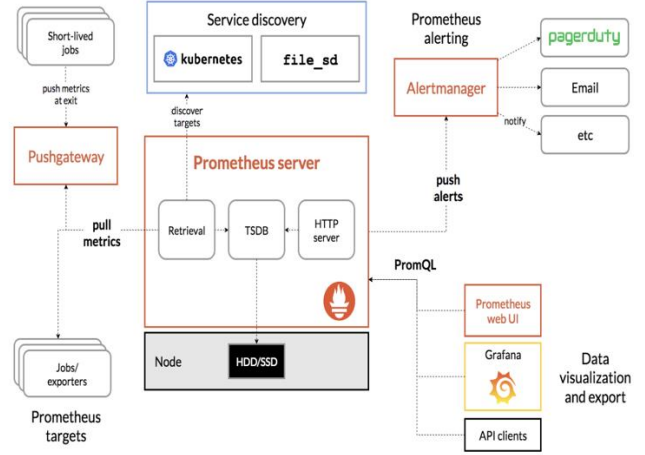 Short-lived
jobs
push metrics
at exit
Pushgateway
pull
metrics
Jobs/
exporters
Prometheus
targets
Service discovery
kubernetes
file_sd
discover
targets
Prometheus server
Retrieval
TSDB
HTTP
server
Node
HDD/SSD
Prometheus
alerting
Alertmanager
pagerduty
Email
notify
etc
push
alerts
PromQL
Prometheus
web UI
Grafana
API clients
Data
visualization
and export